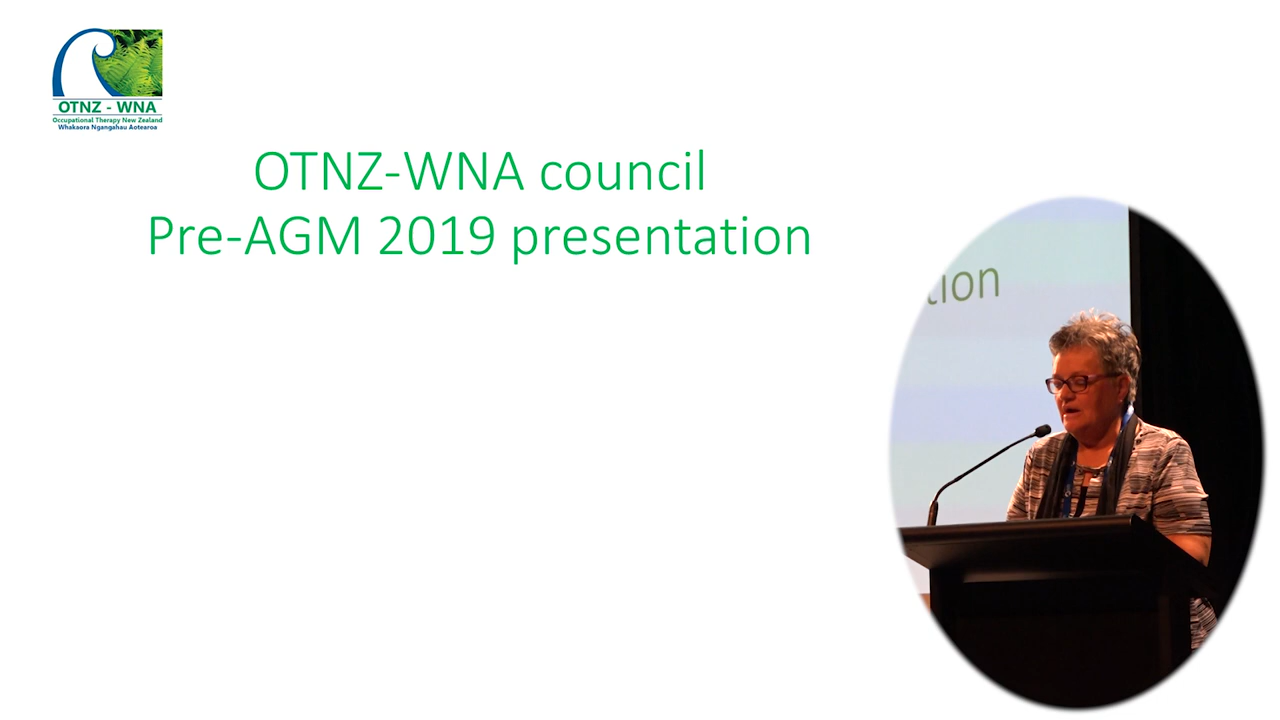 OTNZ - WNA
Occupational Therapy New Zealand
Whakaora Ngangahau Aotearoa
OTNZ-WNA council
Pre-AGM 2019 presentation
tion